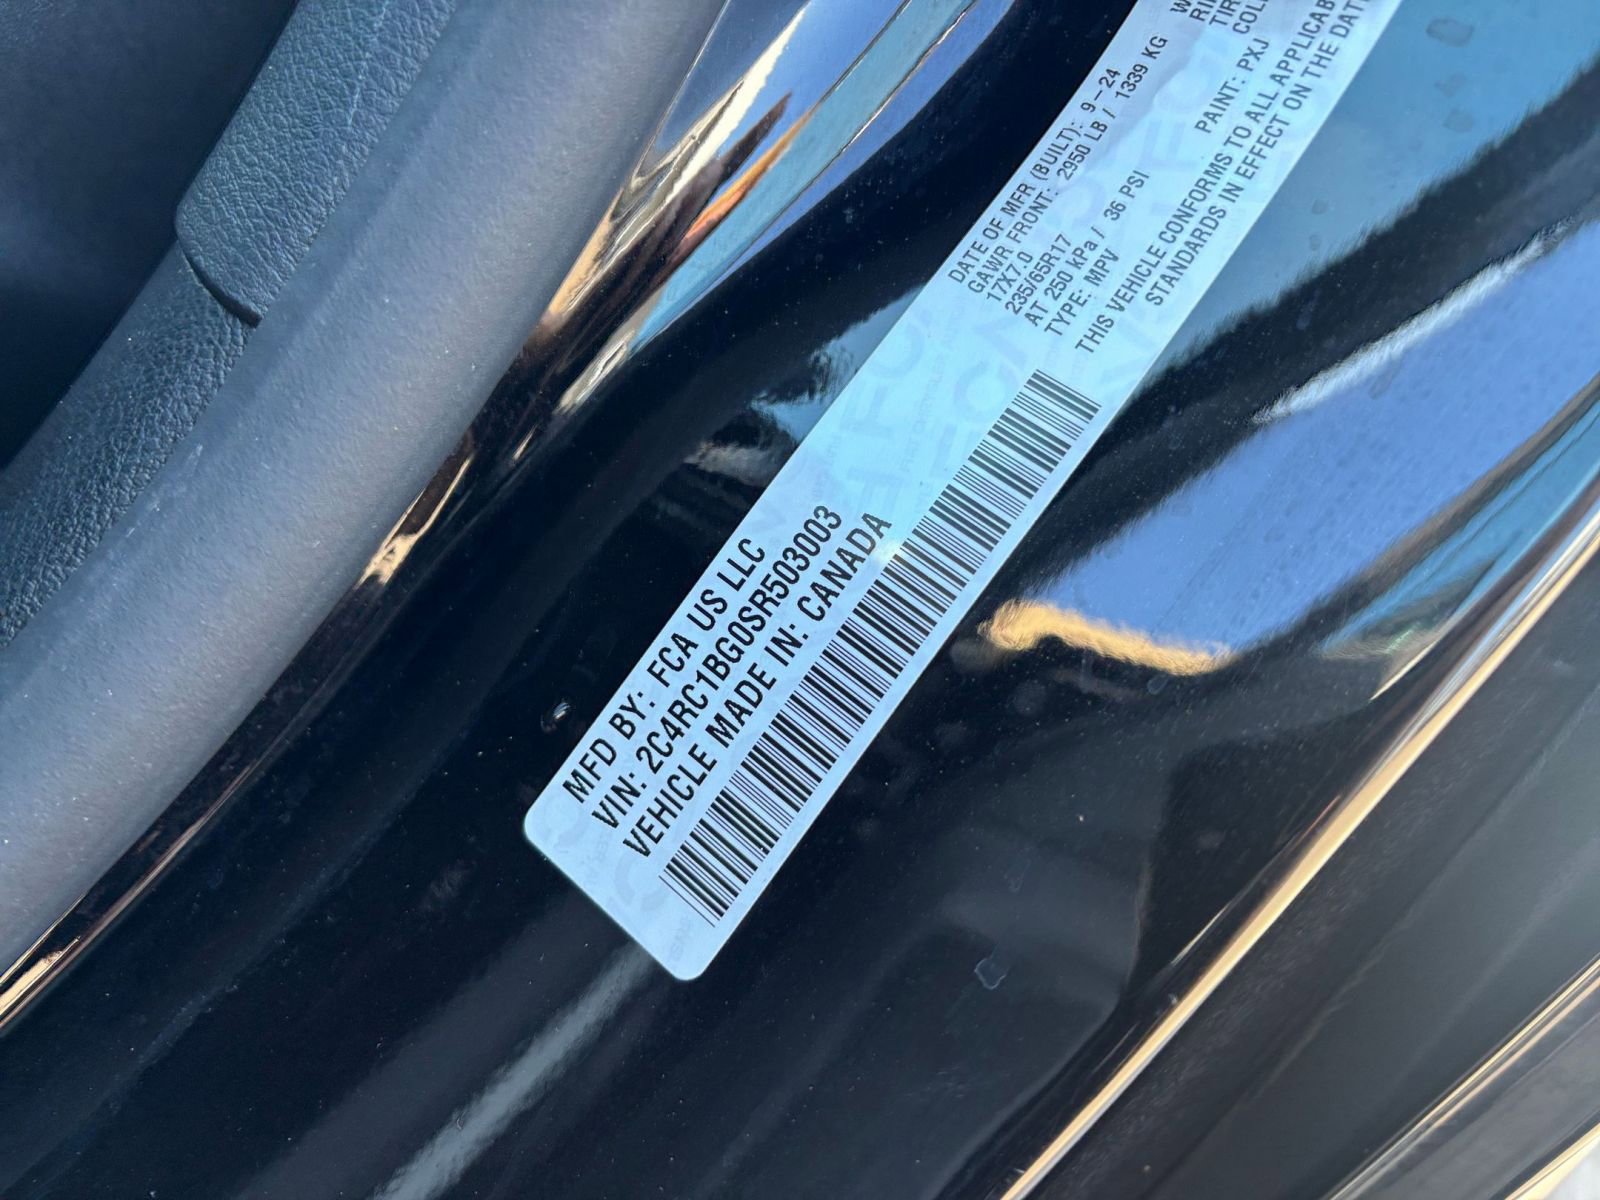 MFD BY: FCA US LLC
VIN: 2C4RC1BG0SR503003
VEHICLE MADE IN: CANADA
DATE OF MFR (BUILT): 9-24
GAWR FRONT: 2950 LB / 1339 KG
17X7.0
235/65R17
AT 250 kPa / 36 PSI
TYPE: MPV
PAINT: PXJ
THIS VEHICLE CONFORMS TO ALL
STANDARDS IN EFFECT ON THE DATE